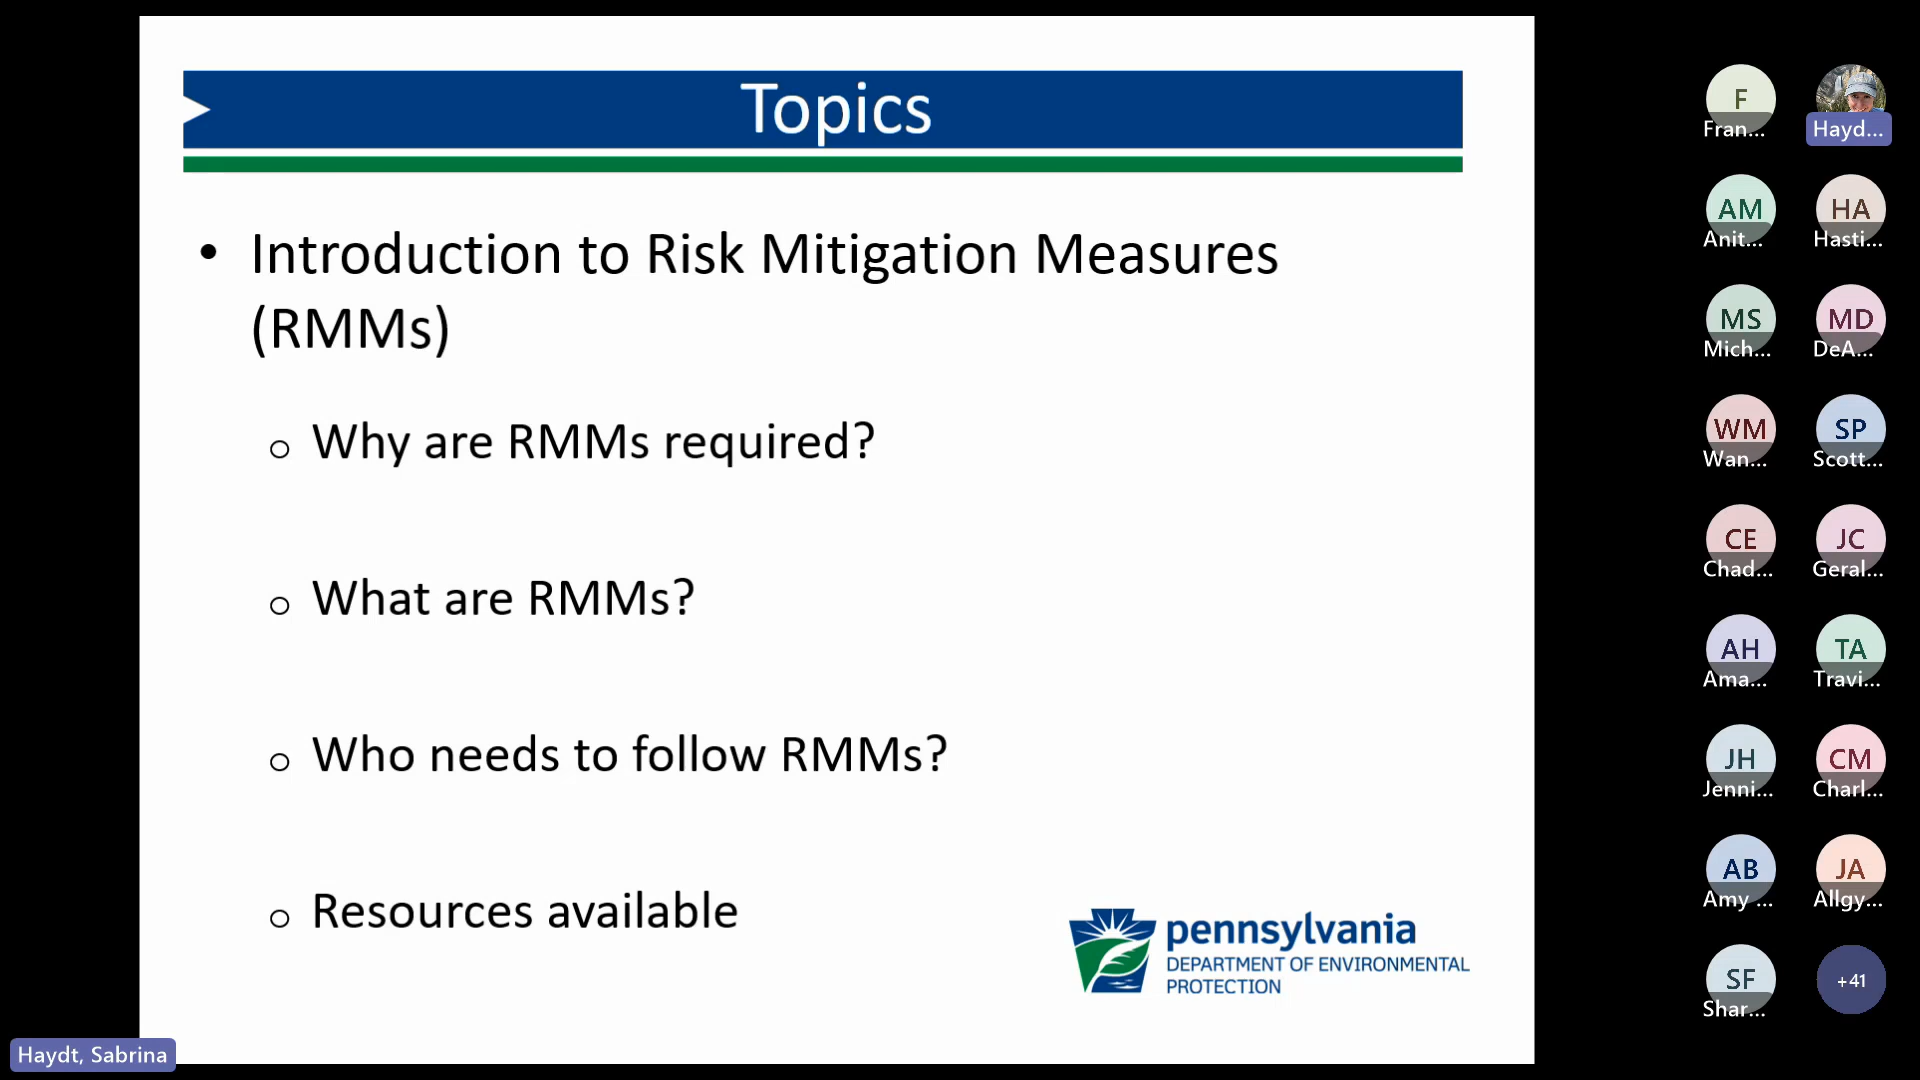 Topics
• Introduction to Risk Mitigation Measures
(RMMs)
o Why are RMMs required?
o What are RMMs?
o Who needs to follow RMMs?
o Resources available
pennsylvania
DEPARTMENT OF ENVIRONMENTAL
PROTECTION
Haydt, Sabrina
F
Fran...
Hayd...
AM
Anit...
HA
Hasti...
MS
Mich...
MD
DeA...
WM
Wan...
SP
Scott...
CE
Chad...
JC
Geral...
AH
Ama...
TA
Travi...
JH
Jenni...
CM
Charl...
AB
Amy ...
JA
Allgy...
SF
Shar...
+41